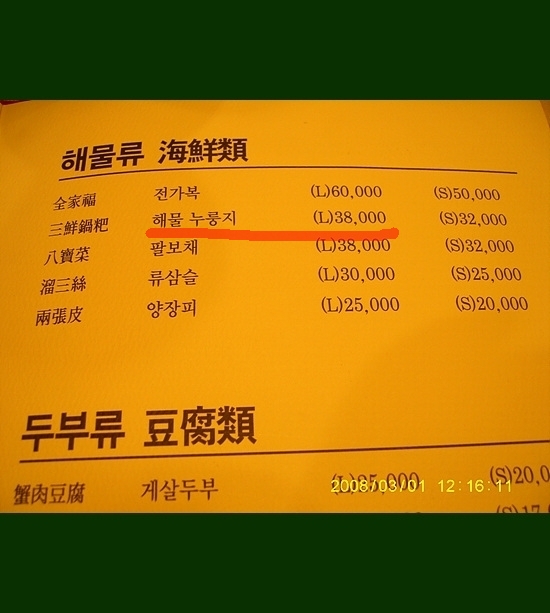 해물류 海鮮類
全家福 전가복 (L)60,000 (S)50,000
三鮮鍋粑 해물 누룽지 (L)38,000 (S)32,000
八寶菜 팔보채 (L)38,000 (S)32,000
溜三絲 류삼슬 (L)30,000 (S)25,000
兩張皮 양장피 (L)25,000 (S)20,000
두부류 豆腐類
蟹肉豆腐 게살두부 (L)25,000 (S)20,0
2008/03/01 12:16:11